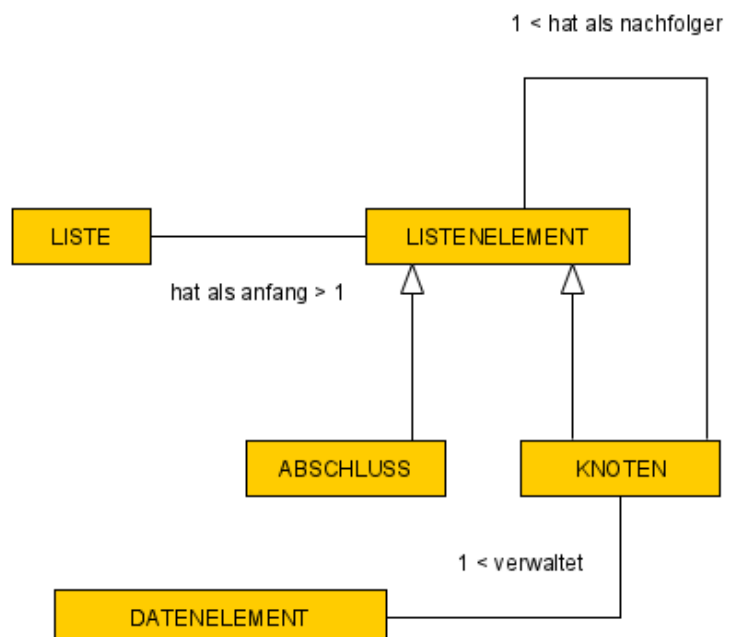 1 < hat als nachfolger
LISTE
LISTENELEMENT
hat als anfang > 1
ABSCHLUSS
KNOTEN
1 < verwaltet
DATENELEMENT